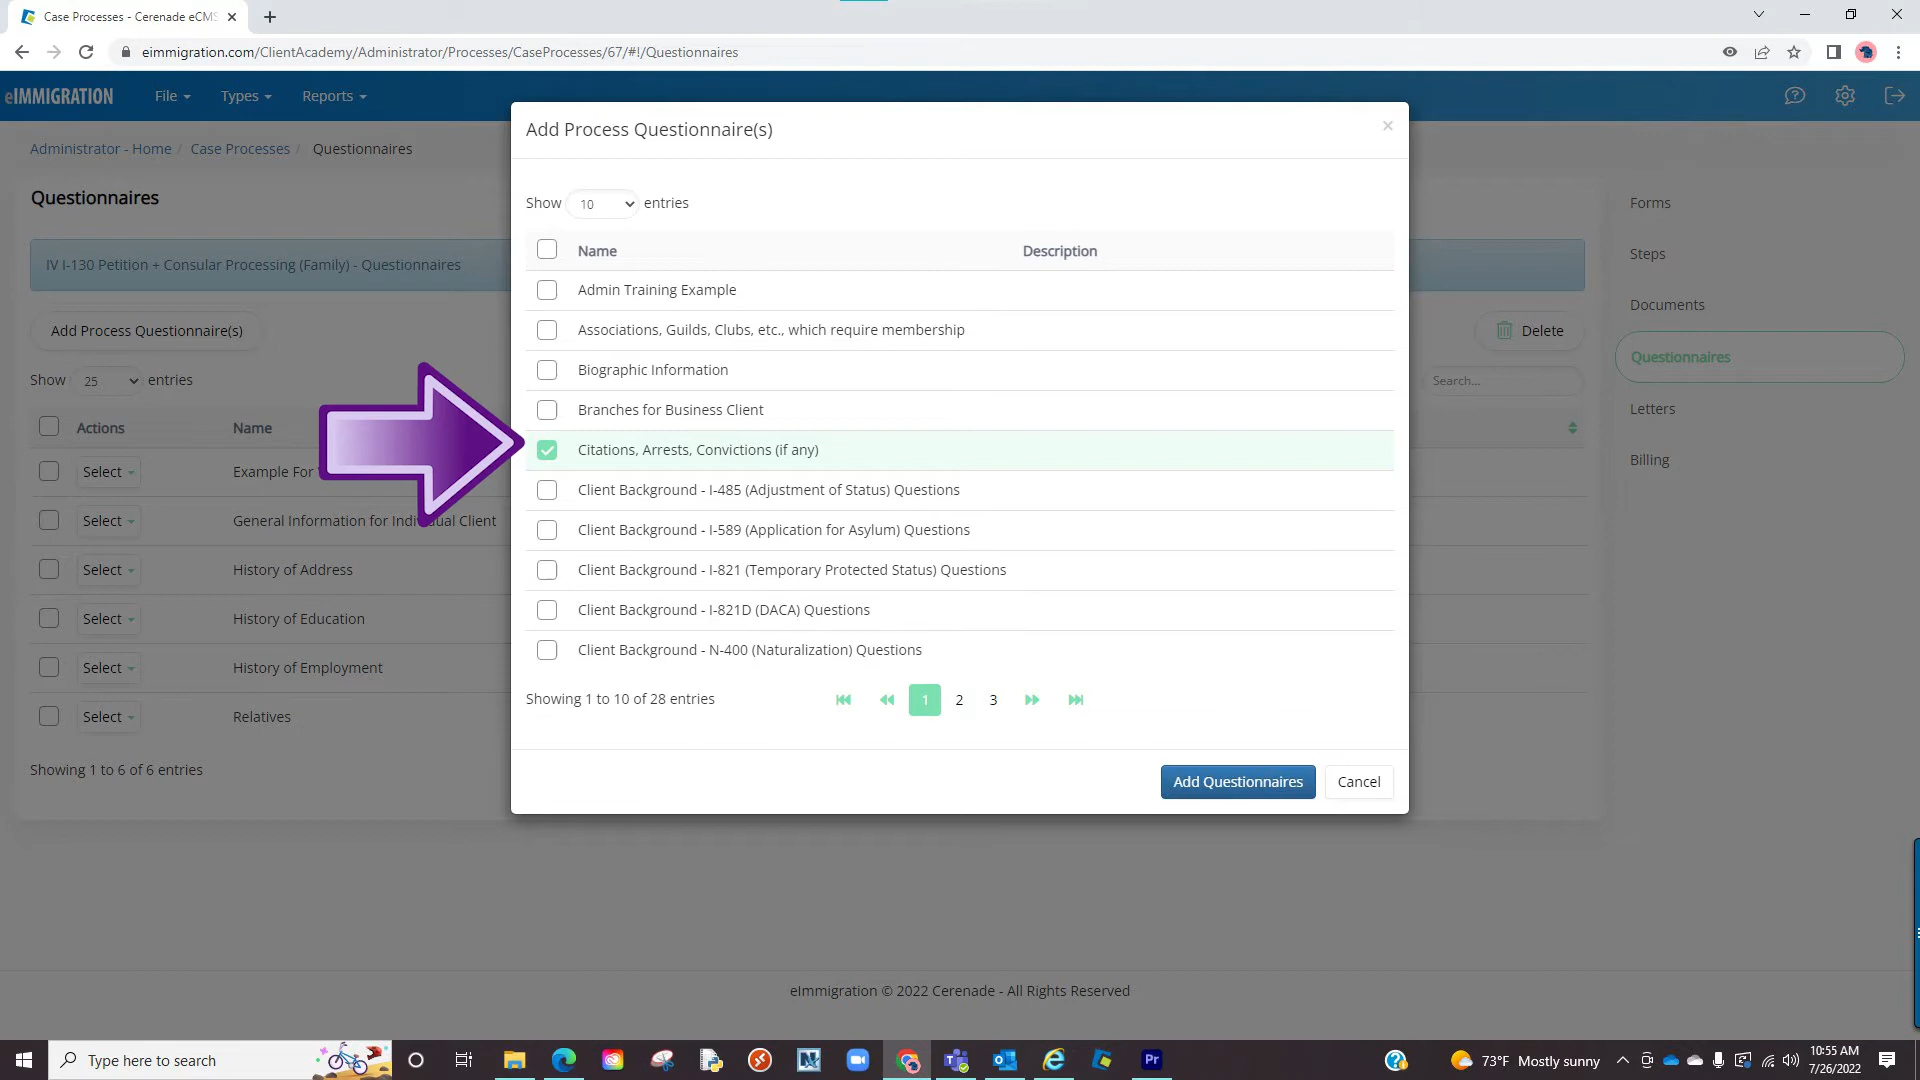 Case Processes - Cerenade eCMS
eimmigration.com/ClientAcademy/Administrator/Processes/CaseProcesses/67/#!/Questionnaires
eIMMIGRATION File Types Reports
Administrator - Home / Case Processes / Questionnaires
Questionnaires
IV I-130 Petition + Consular Processing (Family) - Questionnaires
Add Process Questionnaire(s)
Delete
Show 25 entries
Search...
Actions Name
Select Example For
Select General Information for Individual Client
Select History of Address
Select History of Education
Select History of Employment
Select Relatives
Showing 1 to 6 of 6 entries
Add Process Questionnaire(s)
Show 10 entries
Name Description
Admin Training Example
Associations, Guilds, Clubs, etc., which require membership
Biographic Information
Branches for Business Client
Citations, Arrests, Convictions (if any)
Client Background - I-485 (Adjustment of Status) Questions
Client Background - I-589 (Application for Asylum) Questions
Client Background - I-821 (Temporary Protected Status) Questions
Client Background - I-821D (DACA) Questions
Client Background - N-400 (Naturalization) Questions
Showing 1 to 10 of 28 entries
1 2 3
Add Questionnaires Cancel
Forms
Steps
Documents
Questionnaires
Letters
Billing
eImmigration © 2022 Cerenade - All Rights Reserved
Type here to search
Pr
73°F Mostly sunny
10:55 AM
7/26/2022